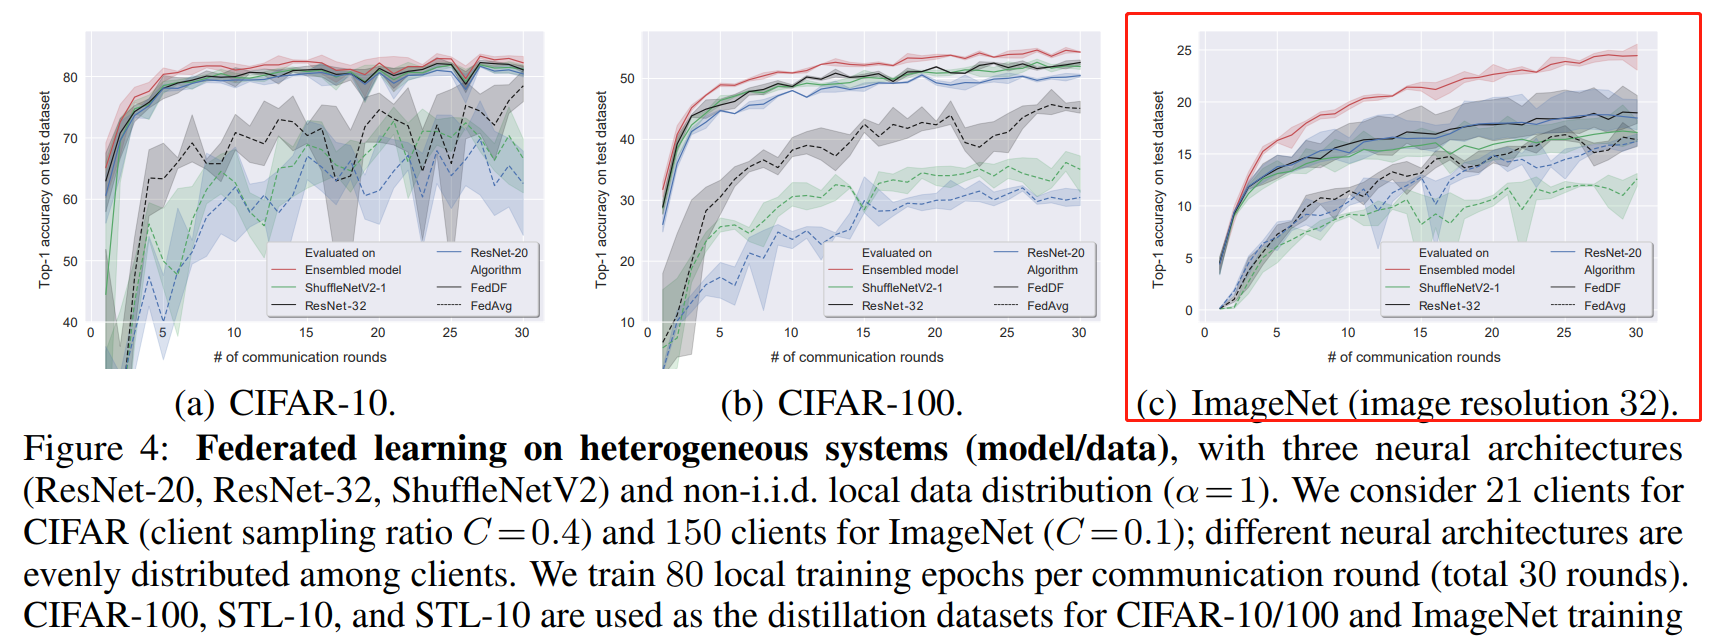 Top-1 accuracy on test dataset
80
70
60
50
40
0 5 10 15 20 25 30
# of communication rounds
Evaluated on
Ensembled model
ShuffleNetV2-1
ResNet-32
ResNet-20
Algorithm
FedDF
FedAvg
(a) CIFAR-10.
Top-1 accuracy on test dataset
50
40
30
20
10
0 5 10 15 20 25 30
# of communication rounds
Evaluated on
Ensembled model
ShuffleNetV2-1
ResNet-32
ResNet-20
Algorithm
FedDF
FedAvg
(b) CIFAR-100.
Top-1 accuracy on test dataset
25
20
15
10
5
0
0 5 10 15 20 25 30
# of communication rounds
Evaluated on
Ensembled model
ShuffleNetV2-1
ResNet-32
ResNet-20
Algorithm
FedDF
FedAvg
(c) ImageNet (image resolution 32).
Figure 4: Federated learning on heterogeneous systems (model/data), with three neural architectures
(ResNet-20, ResNet-32, ShuffleNetV2) and non-i.i.d. local data distribution (α=1). We consider 21 clients for
CIFAR (client sampling ratio C=0.4) and 150 clients for ImageNet (C=0.1); different neural architectures are
evenly distributed among clients. We train 80 local training epochs per communication round (total 30 rounds).
CIFAR-100, STL-10, and STL-10 are used as the distillation datasets for CIFAR-10/100 and ImageNet training